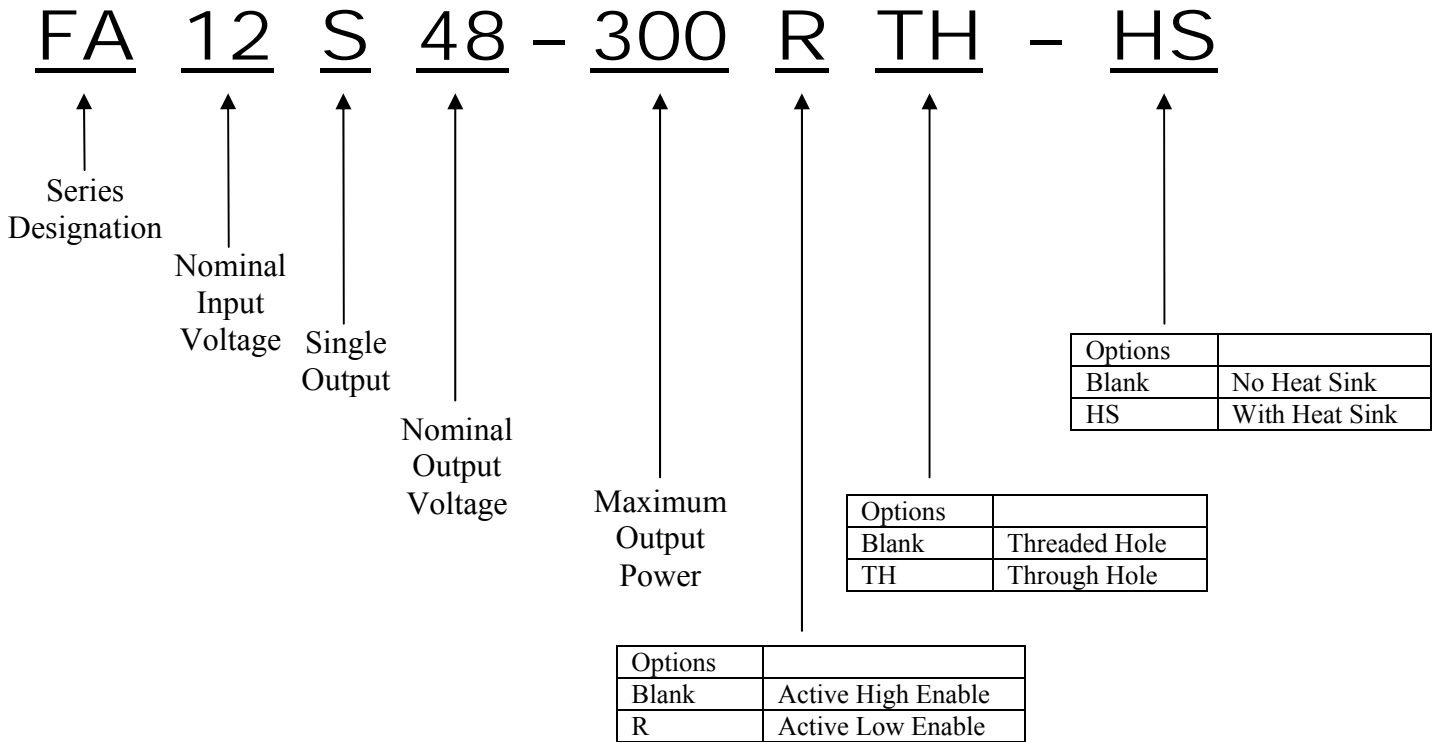 FA 12 S 48 – 300 R TH – HS
Series
Designation
Nominal
Input
Voltage
Single
Output
Nominal
Output
Voltage
Maximum
Output
Power
Options
Blank Active High Enable
R Active Low Enable
Options
Blank Threaded Hole
TH Through Hole
Options
Blank No Heat Sink
HS With Heat Sink